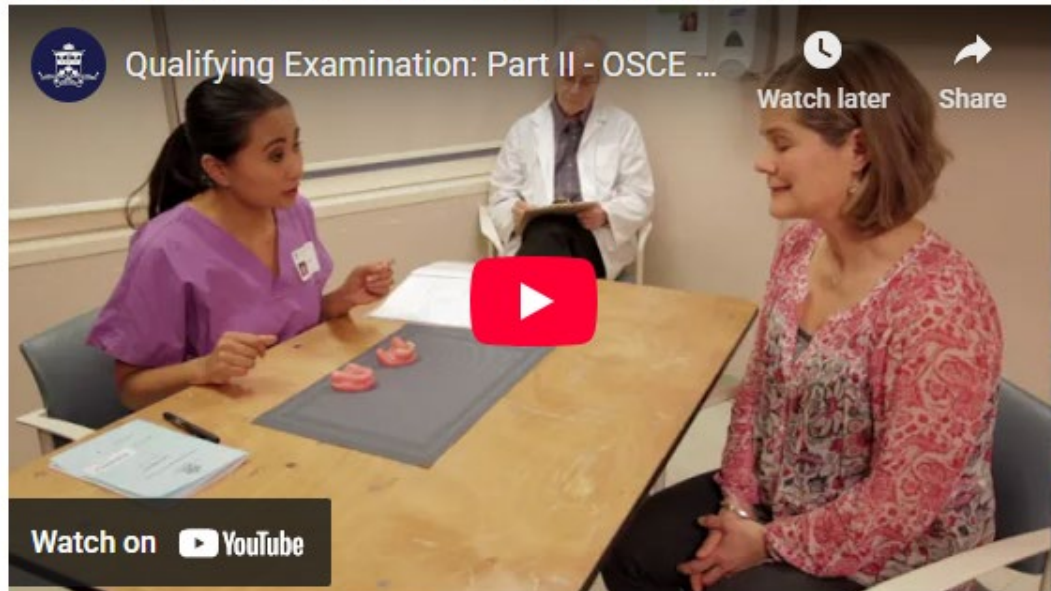 Qualifying Examination: Part II - OSCE ...
Watch later
Share
Watch on YouTube